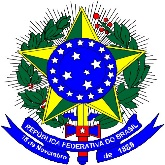 REPÚBLICA FEDERATIVA DO BRASIL
15 de Novembro de 1889